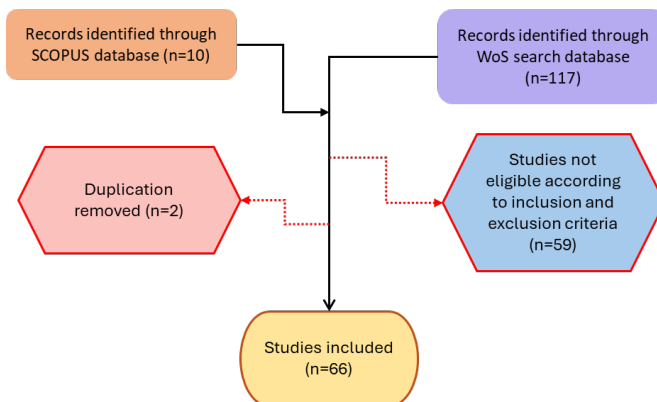 Records identified through
SCOPUS database (n=10)
Records identified through
WoS search database
(n=117)
Duplication
removed (n=2)
Studies not
eligible according
to inclusion and
exclusion criteria
(n=59)
Studies included
(n=66)